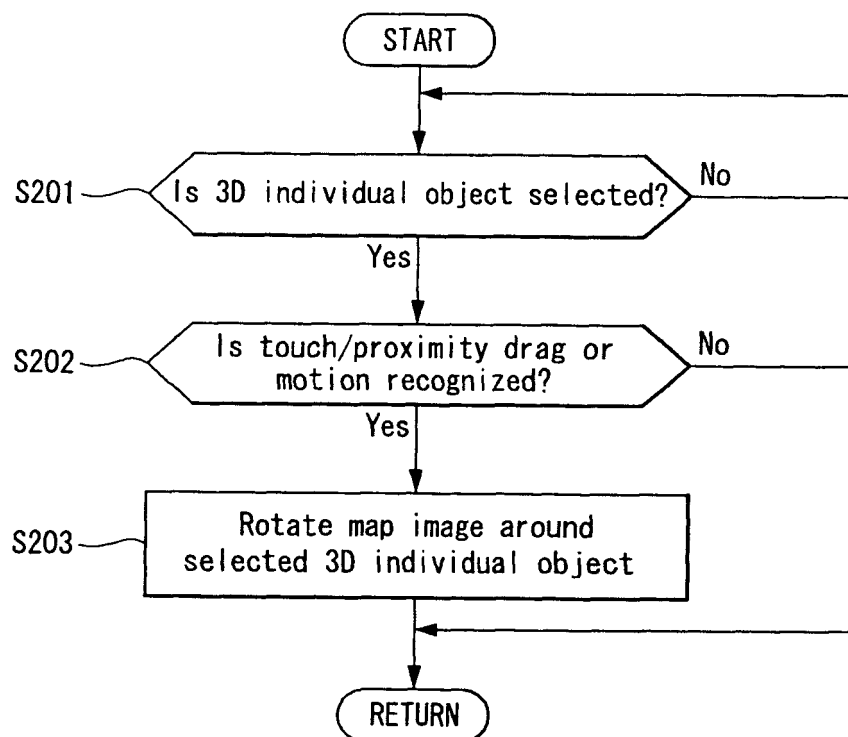 START
S201
Is 3D individual object selected?
No
Yes
S202
Is touch/proximity drag or
motion recognized?
No
Yes
S203
Rotate map image around
selected 3D individual object
RETURN